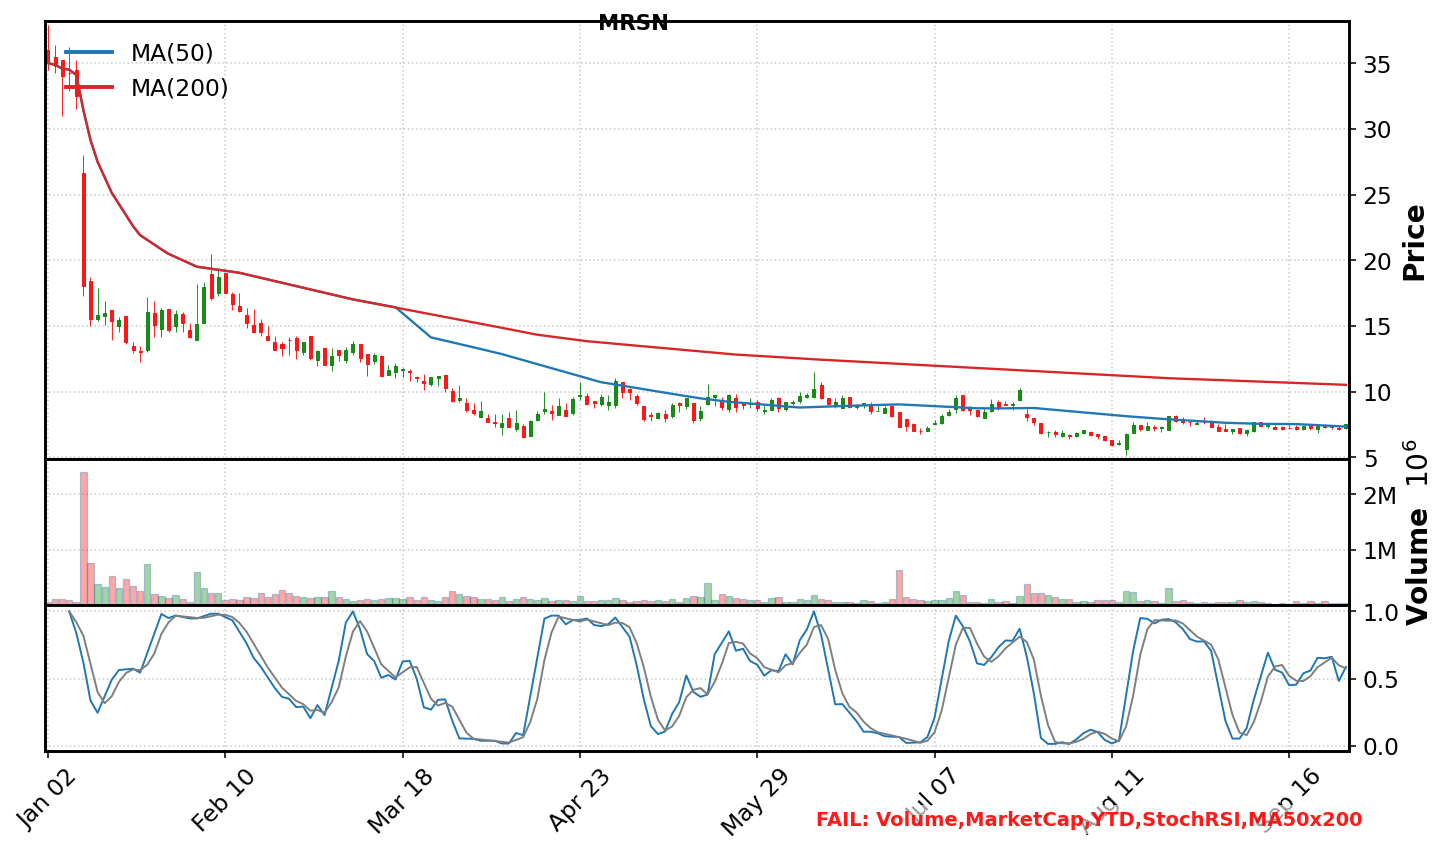 MRSN
MA(50)
MA(200)
35
30
25
20
15
10
5
Price
10^6
2M
1M
Volume
1.0
0.5
0.0
Jan 02
Feb 10
Mar 18
Apr 23
May 29
Jul 07
Aug 11
Sep 16
FAIL: Volume,MarketCap,YTD,StochRSI,MA50x200